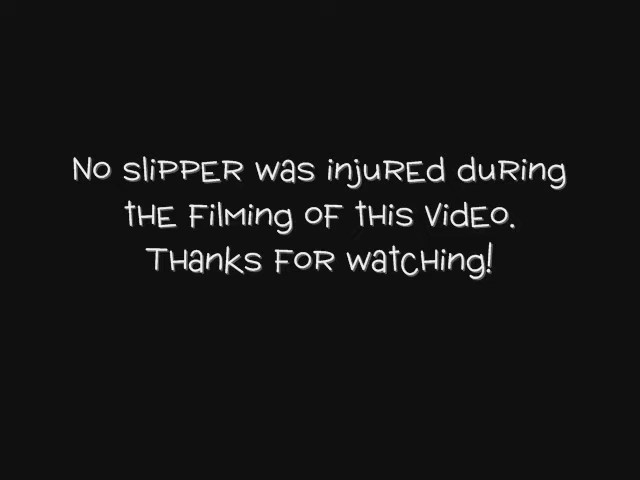 No slipper was injured during
the filming of this video.
Thanks for watching!